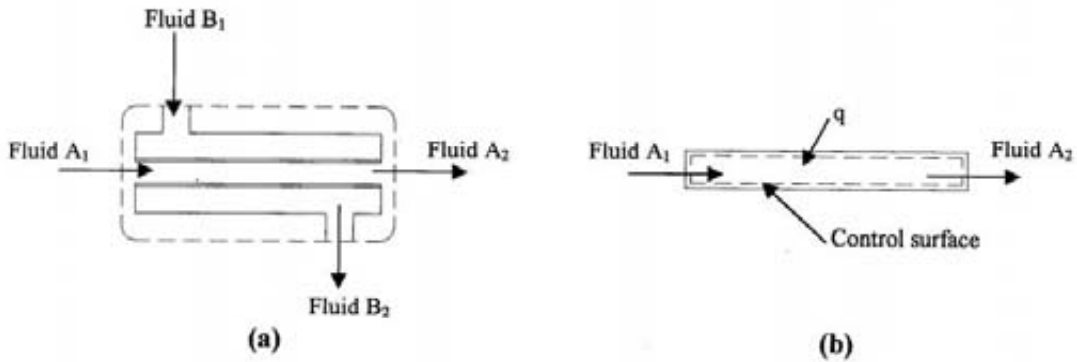 Fluid B₁
Fluid A₁
Fluid A₂
Fluid B₂
(a)
q
Fluid A₁
Fluid A₂
Control surface
(b)